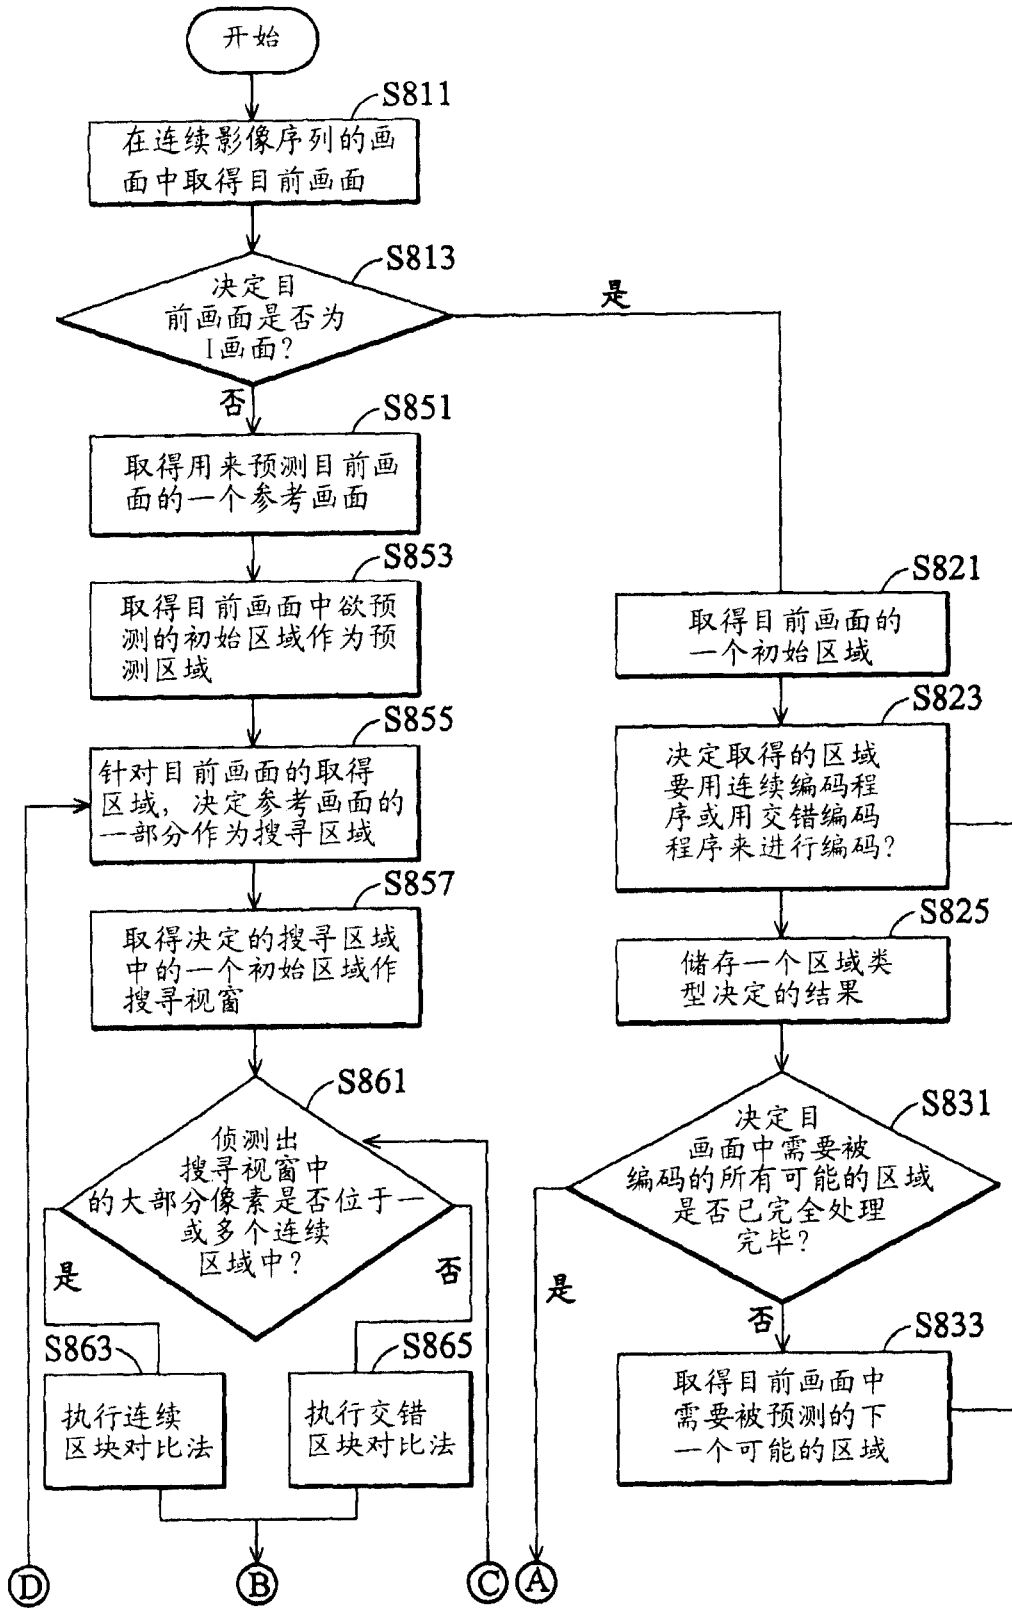 开始
S811
在连续影像序列的画
面中取得目前画面
S813
决定目
前画面是否为
I画面?
是
否
S851
取得用来预测目前画
面的一个参考画面
S853
取得目前画面中欲预
测的初始区域作为预
测区域
S855
针对目前画面的取得
区域，决定参考画面的
一部分作为搜寻区域
S857
取得决定的搜寻区域
中的一个初始区域作
搜寻视窗
S861
侦测出
搜寻视窗中
的大部分像素是否位于一
或多个连续
区域中?
是
否
S863
执行连续
区块对比法
S865
执行交错
区块对比法
S821
取得目前画面的
一个初始区域
S823
决定取得的区域
要用连续编码程
序或用交错编码
程序来进行编码?
S825
储存一个区域类
型决定的结果
S831
决定目
画面中需要被
编码的所有可能的区域
是否已完全处理
完毕?
是
否
S833
取得目前画面中
需要被预测的下
一个可能的区域
D
B
C
A